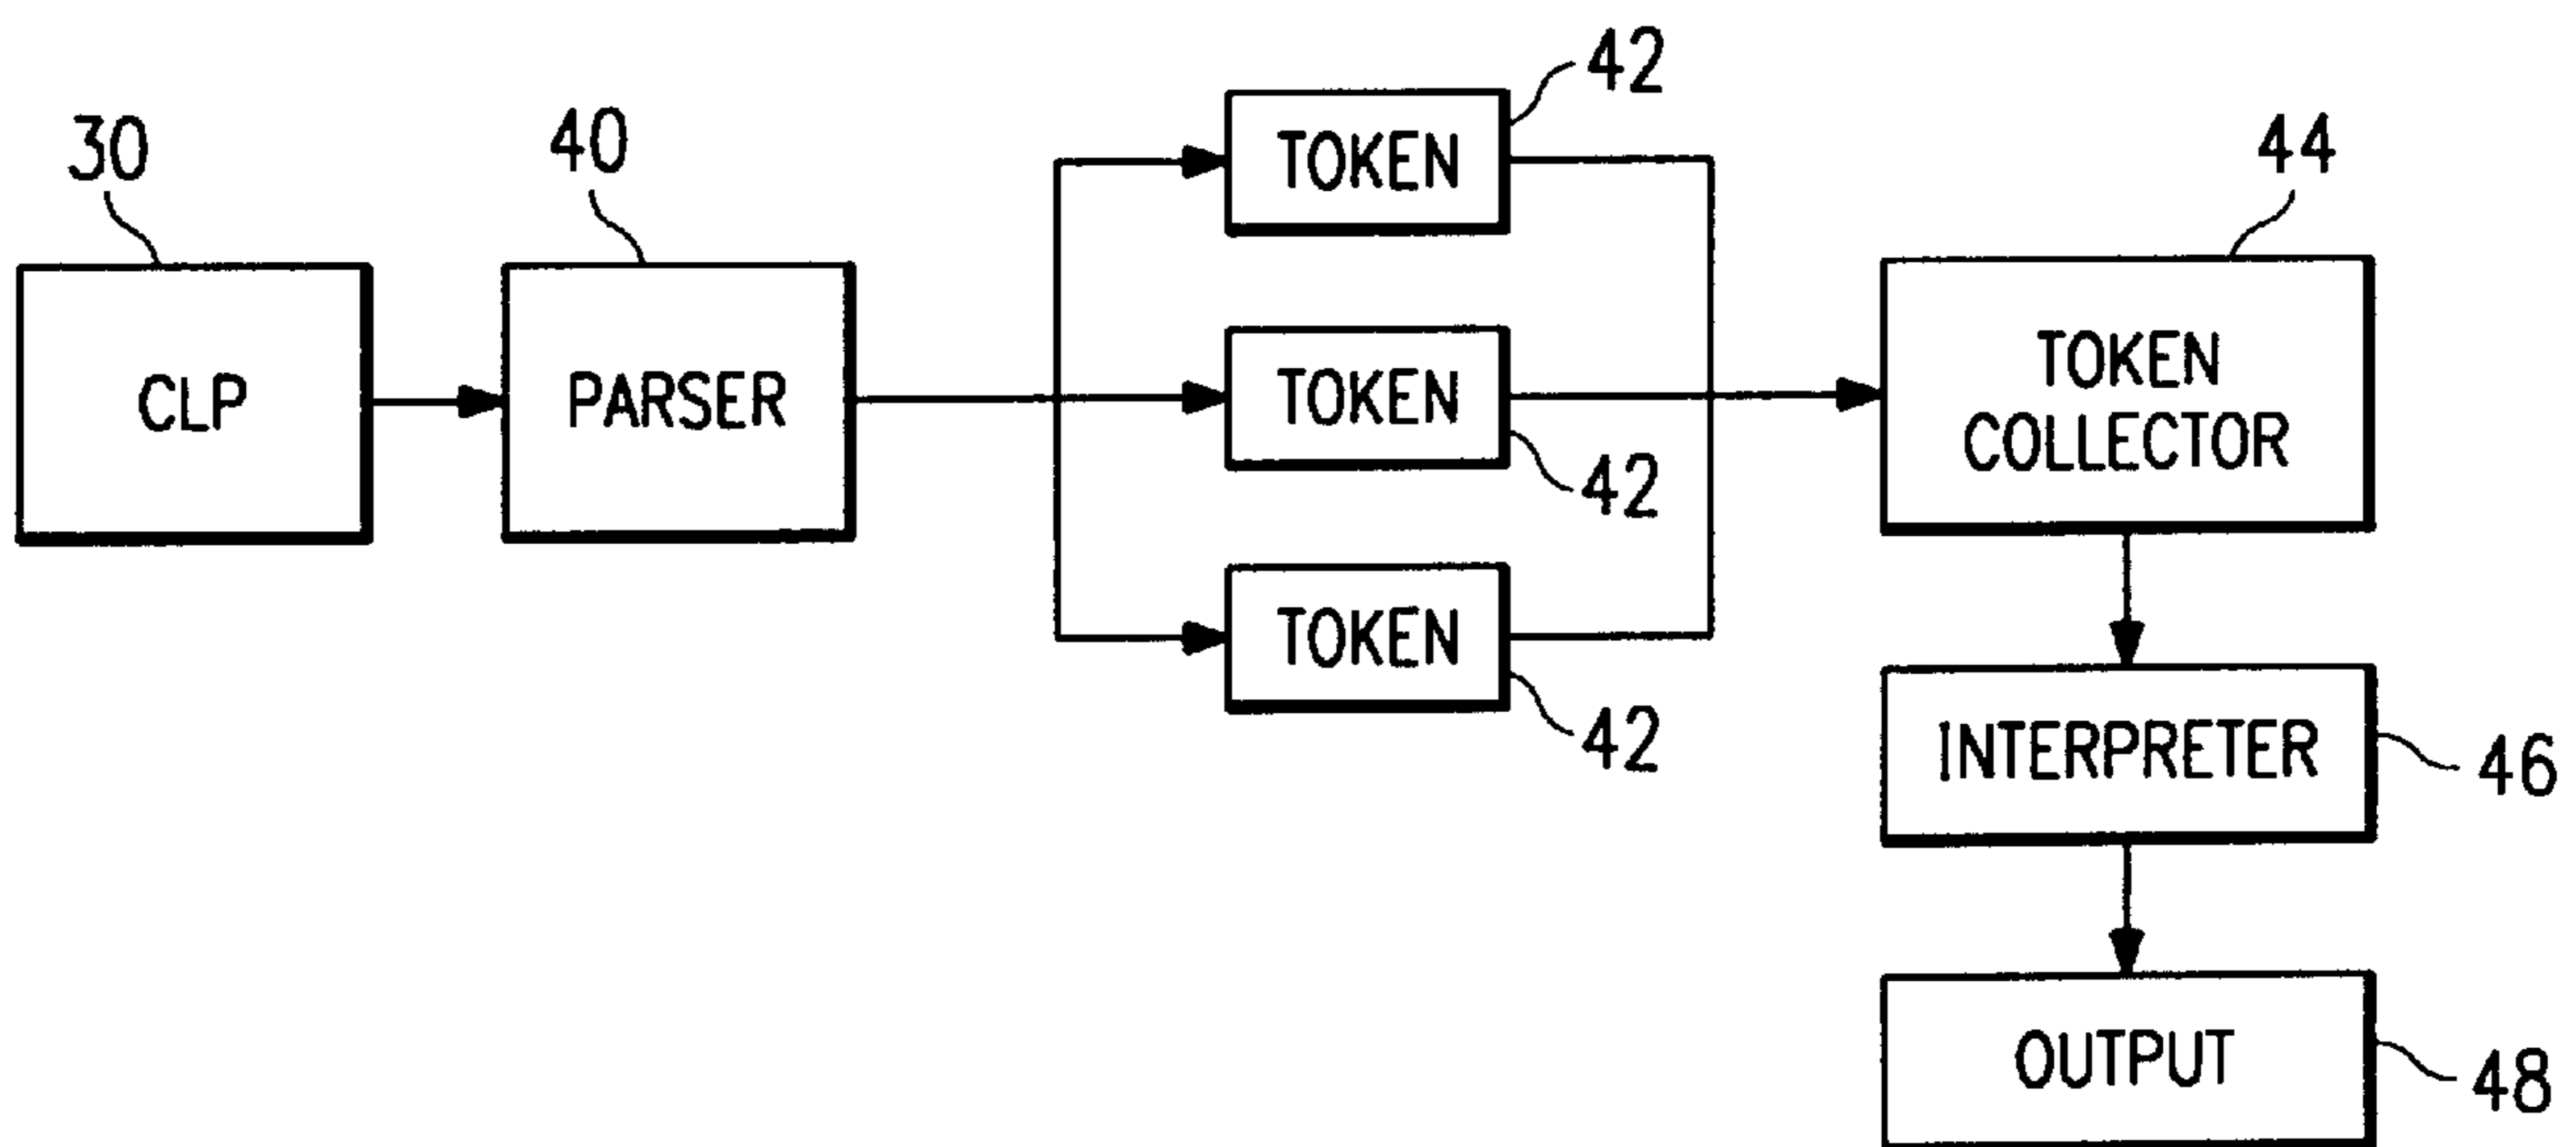 30
CLP
40
PARSER
42
TOKEN
TOKEN
42
TOKEN
42
44
TOKEN
COLLECTOR
INTERPRETER
46
OUTPUT
48